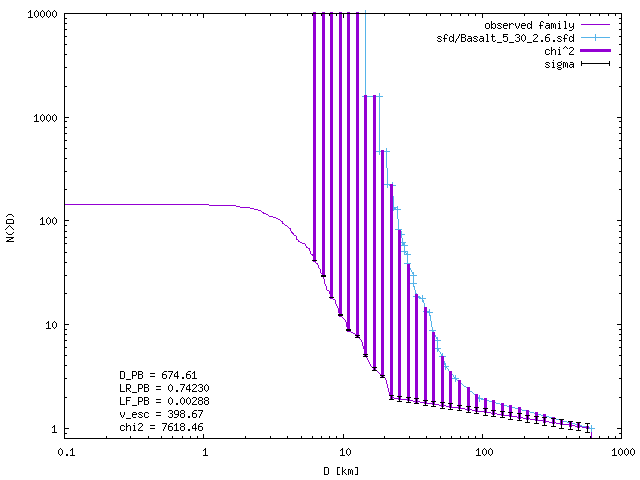 10000
1000
100
10
1
N(>D)
observed family
sfd/Basalt_5_30_2.6.sfd
chi^2
sigma
D_PB = 674.61
LR_PB = 0.74230
LF_PB = 0.00288
v_esc = 398.67
chi2 = 7618.46
0.1 1 10 100 1000
D [km]